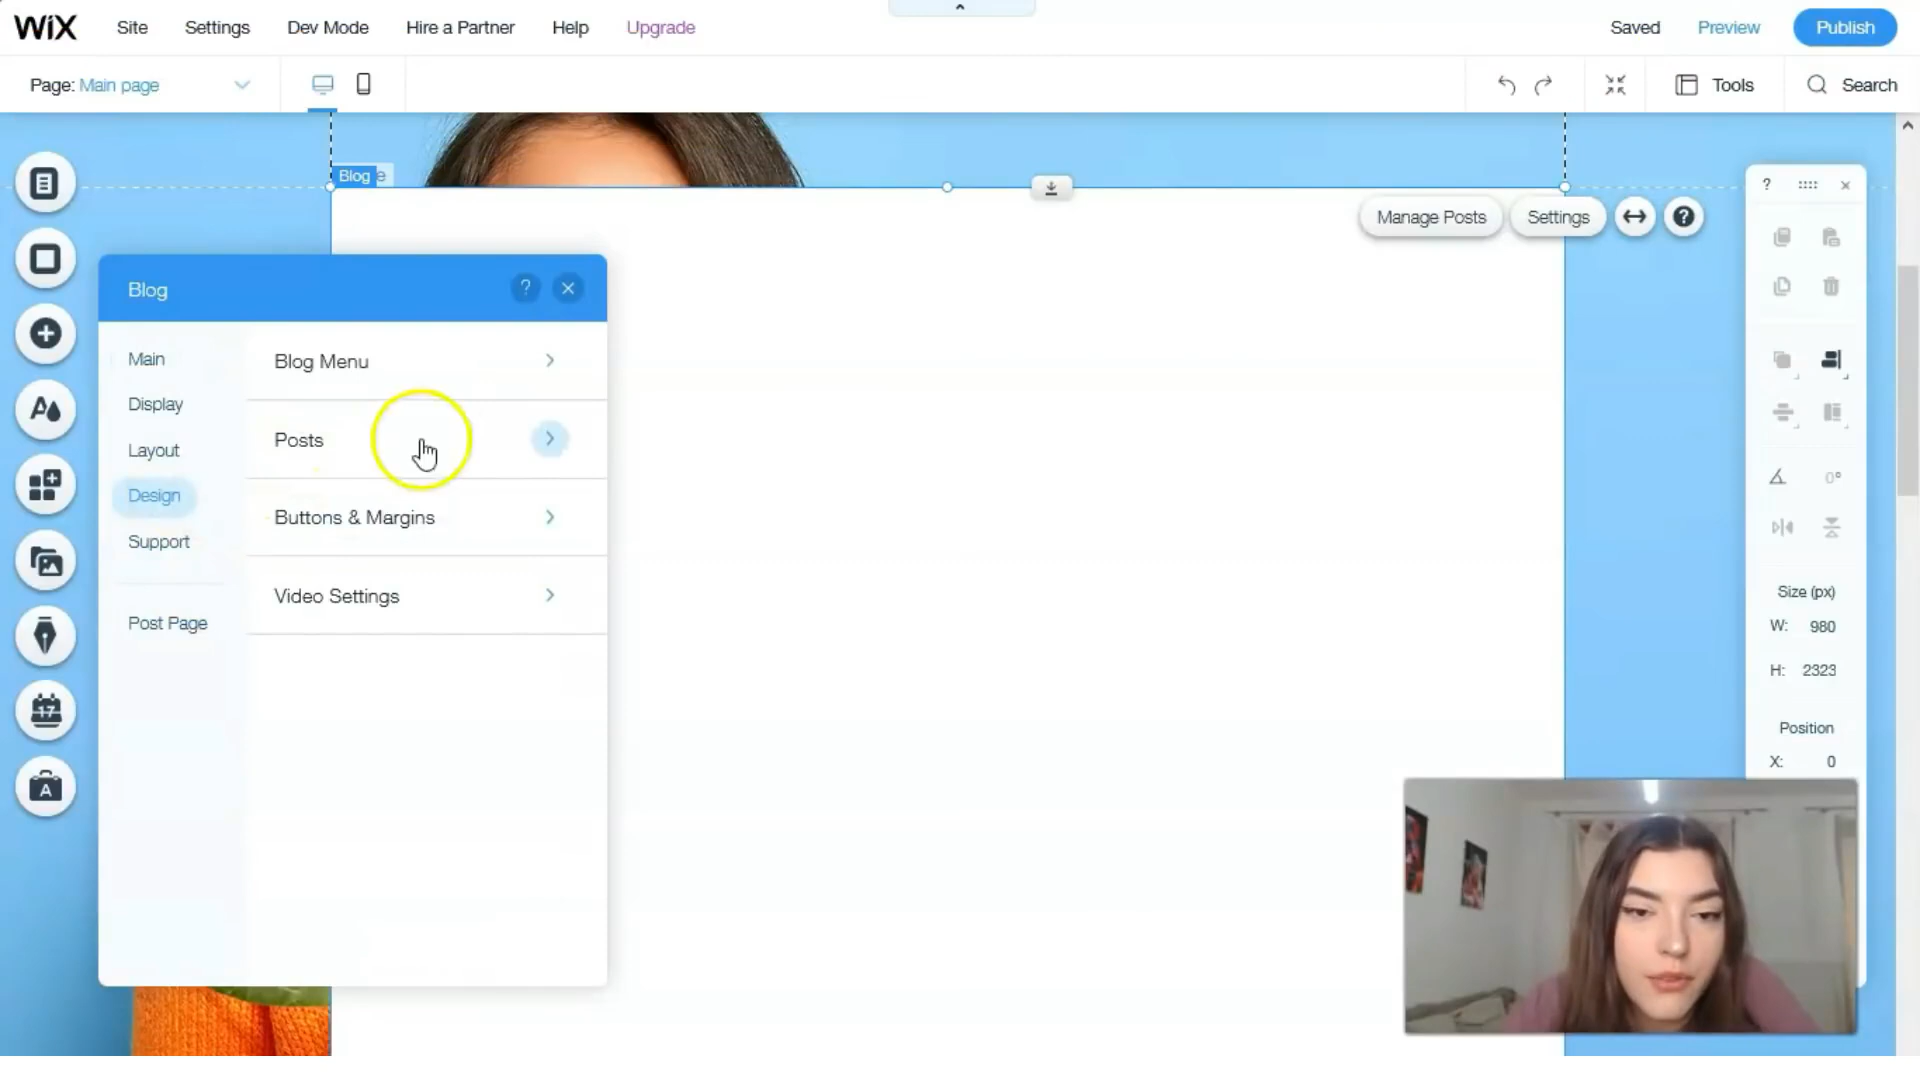 WiX Site Settings Dev Mode Hire a Partner Help Upgrade Saved Preview Publish
Page: Main page Tools Search
Blog e
? ×
Manage Posts Settings ?
Blog ? ×
Main
Display
Layout
Design
Support
Post Page
Blog Menu
Posts
Buttons & Margins
Video Settings
17
A
0°
Size (px)
W: 980
H: 2323
Position
X: 0